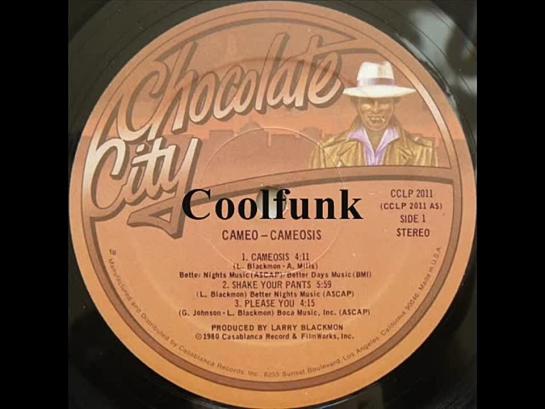 Chocolate
City
CCLP 2011
(CCLP 2011 AS)
SIDE 1
STEREO
Coolfunk
CAMEO – CAMEOSIS
1. CAMEOSIS 4:11
(L. Blackmon - A. Mills)
Better Nights Music(ASCAP) Better Days Music(BMI)
2. SHAKE YOUR PANTS 5:59
(L. Blackmon) Better Nights Music (ASCAP)
3. PLEASE YOU 4:15
(G. Johnson - L. Blackmon) Boca Music, Inc. (ASCAP)
PRODUCED BY LARRY BLACKMON
©1980 Casablanca Record & FilmWorks, Inc.
Manufactured and Distributed by Casablanca Records Inc., 8255 Sunset Boulevard, Los Angeles, California 90046 Made in U.S.A.